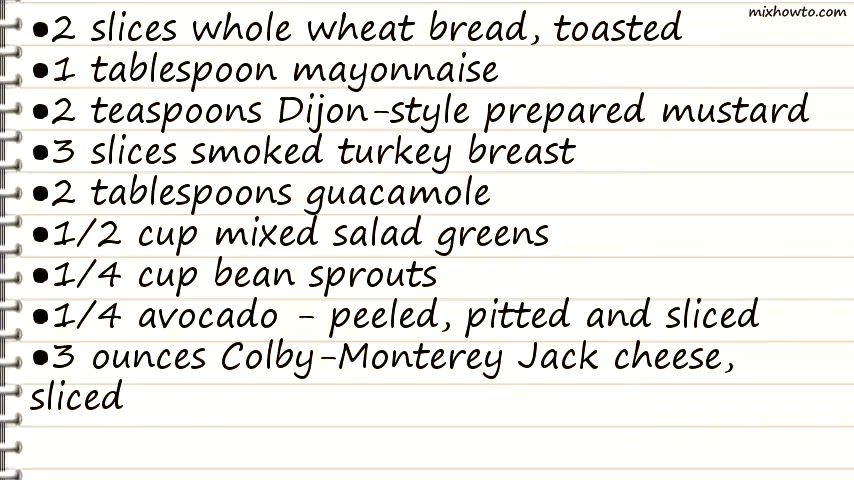 mixhowto.com
•2 slices whole wheat bread, toasted
•1 tablespoon mayonnaise
•2 teaspoons Dijon-style prepared mustard
•3 slices smoked turkey breast
•2 tablespoons guacamole
•1/2 cup mixed salad greens
•1/4 cup bean sprouts
•1/4 avocado - peeled, pitted and sliced
•3 ounces Colby-Monterey Jack cheese,
sliced